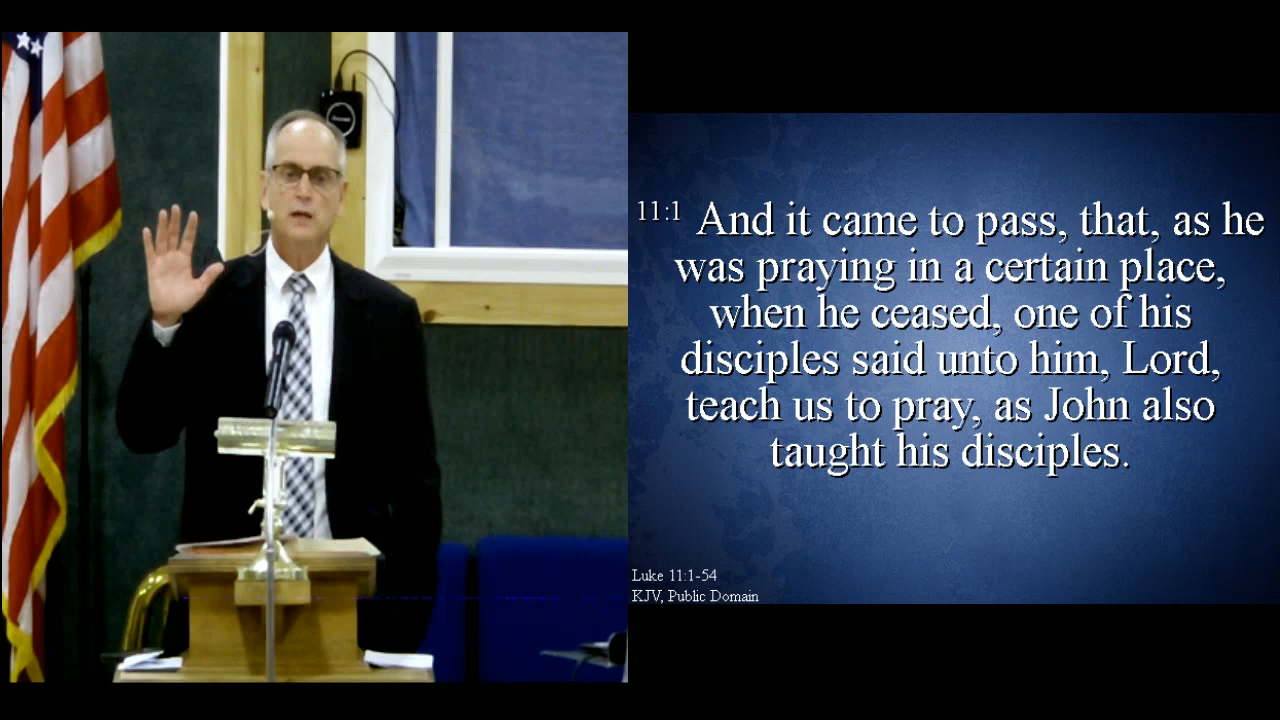 11:1 And it came to pass, that, as he
was praying in a certain place,
when he ceased, one of his
disciples said unto him, Lord,
teach us to pray, as John also
taught his disciples.
Luke 11:1-54
KJV, Public Domain